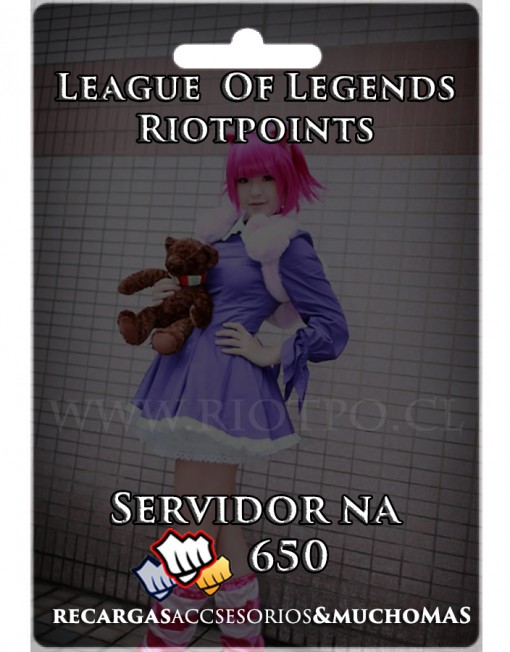 LEAGUE OF LEGENDS
RIOTPOINTS
WWW.RIOTPO.CL
SERVIDOR NA
650
RECARGASACCSESORIOS&MUCHOMAS